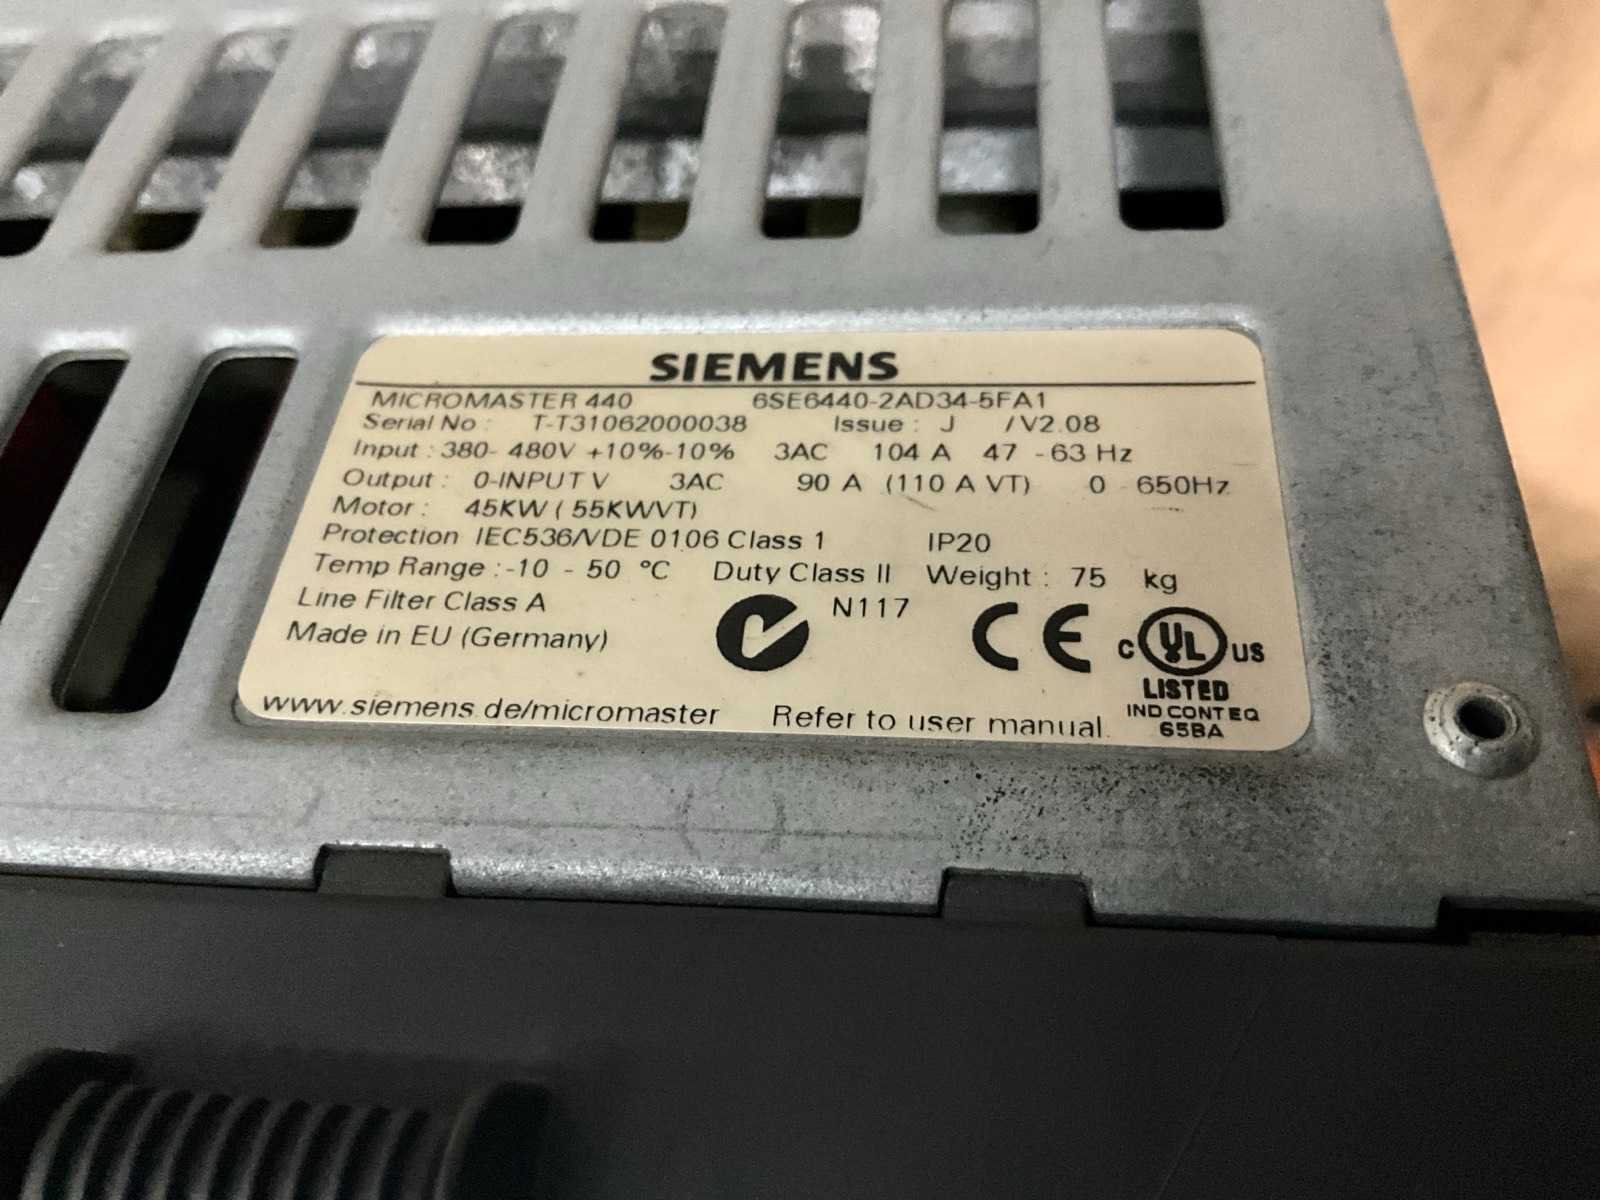 SIEMENS
MICROMASTER 440 6SE6440-2AD34-5FA1
Serial No : T-T31062000038 Issue : J /V2.08
Input : 380- 480V +10%-10% 3AC 104 A 47 - 63 Hz
Output : 0-INPUT V 3AC 90 A (110 A VT) 0 - 650Hz
Motor : 45KW ( 55KWVT)
Protection IEC536/VDE 0106 Class 1 IP20
Temp Range : -10 - 50 °C Duty Class II Weight : 75 kg
Line Filter Class A N117
Made in EU (Germany) CE c UL US
LISTED
IND CONT EQ
65BA
www.siemens.de/micromaster Refer to user manual.